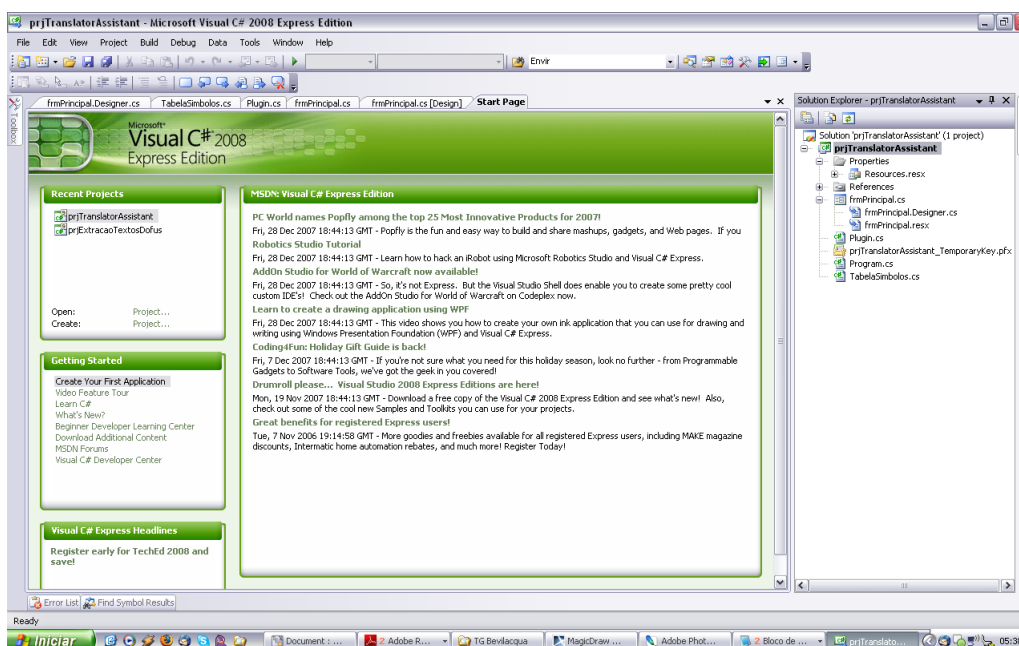 prjTranslatorAssistant - Microsoft Visual C# 2008 Express Edition
File Edit View Project Build Debug Data Tools Window Help
Envir
frmPrincipal.Designer.cs TabelaSimbolos.cs Plugin.cs frmPrincipal.cs frmPrincipal.cs [Design] Start Page
Toolbox
Microsoft®
Visual C# 2008
Express Edition
Recent Projects
prjTranslatorAssistant
prjExtracaoTextosDofus
Open: Project...
Create: Project...
Getting Started
Create Your First Application
Video Feature Tour
Learn C#
What's New?
Beginner Developer Learning Center
Download Additional Content
MSDN Forums
Visual C# Developer Center
Visual C# Express Headlines
Register early for TechEd 2008 and
save!
MSDN: Visual C# Express Edition
PC World names Popfly among the top 25 Most Innovative Products for 2007!
Fri, 28 Dec 2007 18:44:13 GMT - Popfly is the fun and easy way to build and share mashups, gadgets, and Web pages. If you
Robotics Studio Tutorial
Fri, 28 Dec 2007 18:44:13 GMT - Learn how to hack an iRobot using Microsoft Robotics Studio and Visual C# Express.
AddOn Studio for World of Warcraft now available!
Fri, 28 Dec 2007 18:44:13 GMT - So, it's not Express. But the Visual Studio Shell does enable you to create some pretty cool
custom IDE's! Check out the AddOn Studio for World of Warcraft on Codeplex now.
Learn to create a drawing application using WPF
Fri, 28 Dec 2007 18:44:13 GMT - This video shows you how to create your own ink application that you can use for drawing and
writing using Windows Presentation Foundation (WPF) and Visual C# Express.
Coding4Fun: Holiday Gift Guide is back!
Fri, 7 Dec 2007 18:44:13 GMT - If you're not sure what you need for this holiday season, look no further - from Programmable
Gadgets to Software Tools, we've got the geek in you covered!
Drumroll please... Visual Studio 2008 Express Editions are here!
Mon, 19 Nov 2007 18:44:13 GMT - Download a free copy of the Visual C# 2008 Express Edition and see what's new! Also,
check out some of the cool new Samples and Toolkits you can use for your projects.
Great benefits for registered Express users!
Tue, 7 Nov 2006 19:14:58 GMT - More goodies and freebies available for all registered Express users, including MAKE magazine
discounts, Intermatic home automation rebates, and much more! Register Today!
Solution Explorer - prjTranslatorAssistant
Solution 'prjTranslatorAssistant' (1 project)
prjTranslatorAssistant
Properties
Resources.resx
References
frmPrincipal.cs
frmPrincipal.Designer.cs
frmPrincipal.resx
Plugin.cs
prjTranslatorAssistant_TemporaryKey.pfx
Program.cs
TabelaSimbolos.cs
Error List Find Symbol Results
Ready
Iniciar Document : ... 2 Adobe R... TG Bevilacqua MagicDraw ... Adobe Phot... 2 Bloco de ... prjTranslato... 05:38